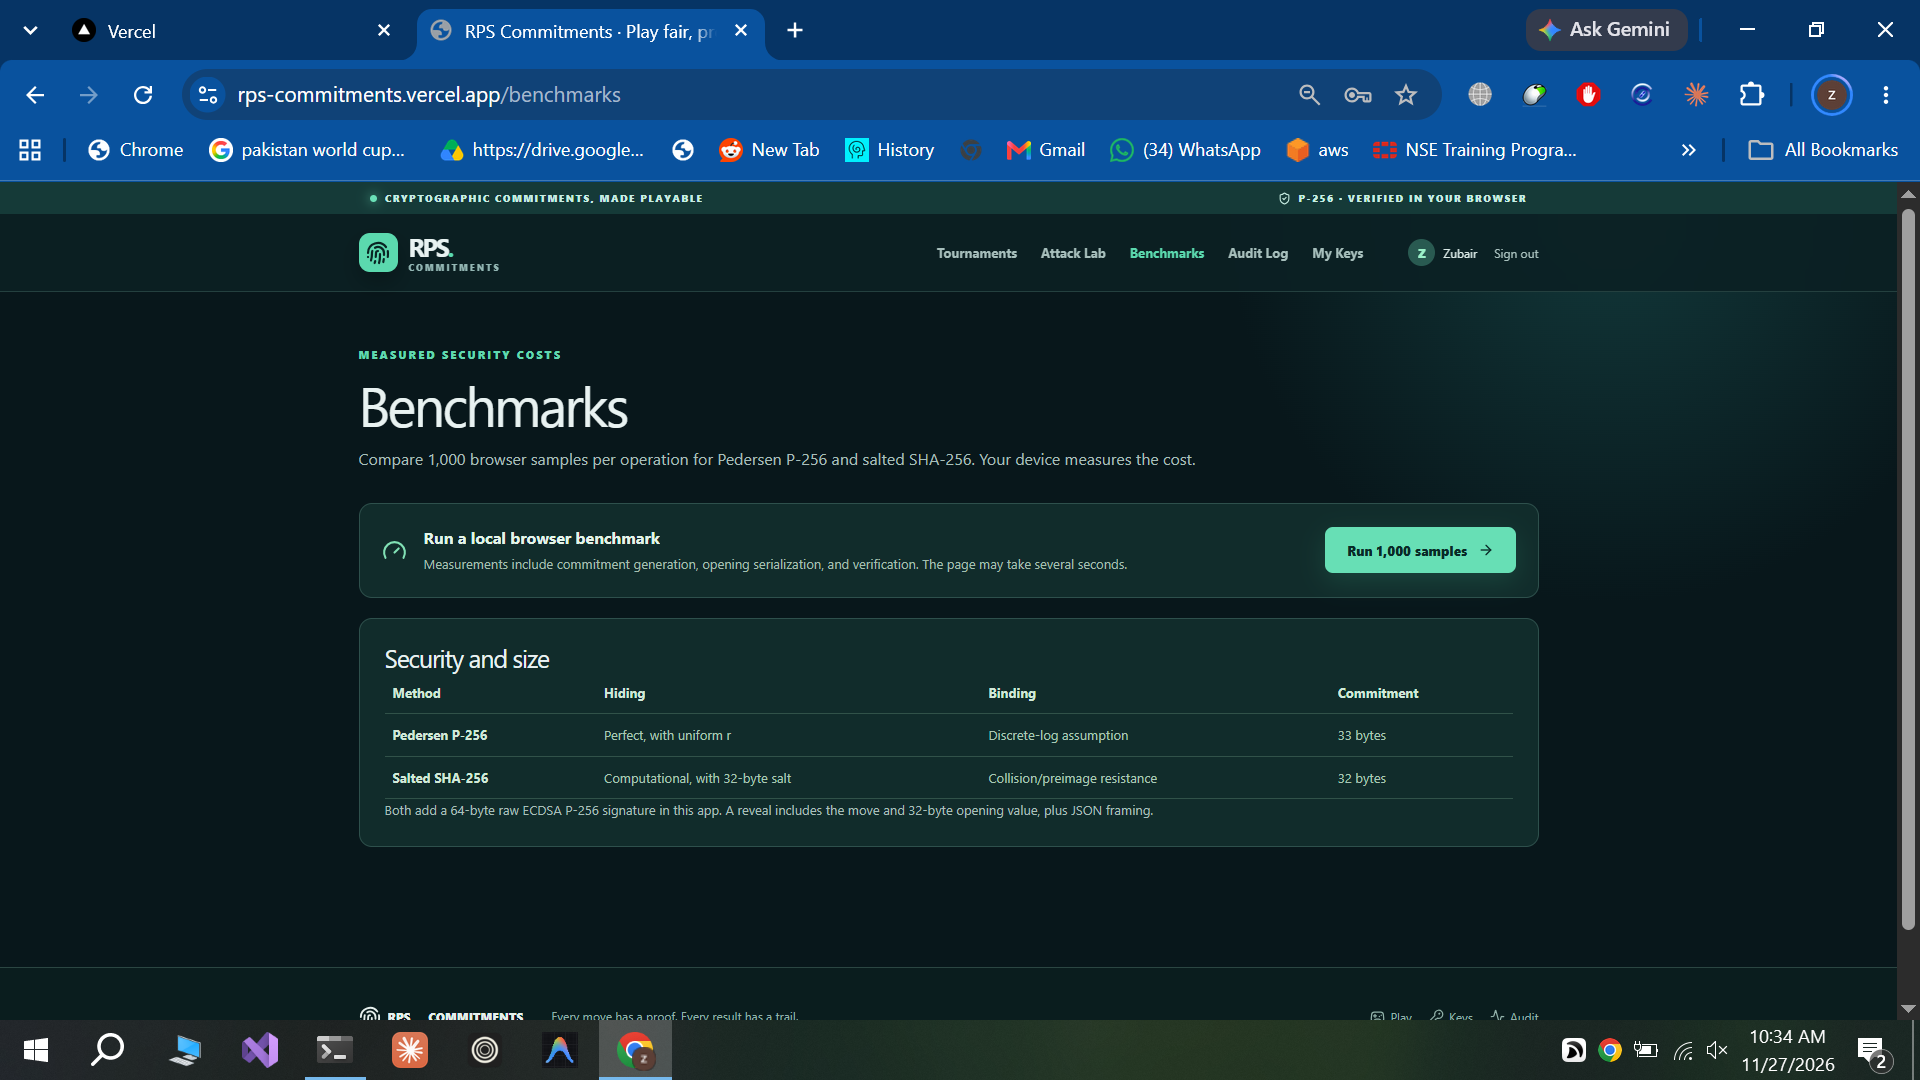 Vercel
RPS Commitments · Play fair, pr
Ask Gemini
rps-commitments.vercel.app/benchmarks
z
Chrome
pakistan world cup...
https://drive.google...
New Tab
History
Gmail
(34) WhatsApp
aws
NSE Training Progra...
All Bookmarks
CRYPTOGRAPHIC COMMITMENTS, MADE PLAYABLE
P-256 · VERIFIED IN YOUR BROWSER
RPS.
COMMITMENTS
Tournaments
Attack Lab
Benchmarks
Audit Log
My Keys
Z
Zubair
Sign out
MEASURED SECURITY COSTS
Benchmarks
Compare 1,000 browser samples per operation for Pedersen P-256 and salted SHA-256. Your device measures the cost.
Run a local browser benchmark
Measurements include commitment generation, opening serialization, and verification. The page may take several seconds.
Run 1,000 samples
Security and size
Method Hiding Binding Commitment
Pedersen P-256 Perfect, with uniform r Discrete-log assumption 33 bytes
Salted SHA-256 Computational, with 32-byte salt Collision/preimage resistance 32 bytes
Both add a 64-byte raw ECDSA P-256 signature in this app. A reveal includes the move and 32-byte opening value, plus JSON framing.
RPS COMMITMENTS
Every move has a proof. Every result has a trail.
Play
Keys
Audit
z
10:34 AM
11/27/2026
2